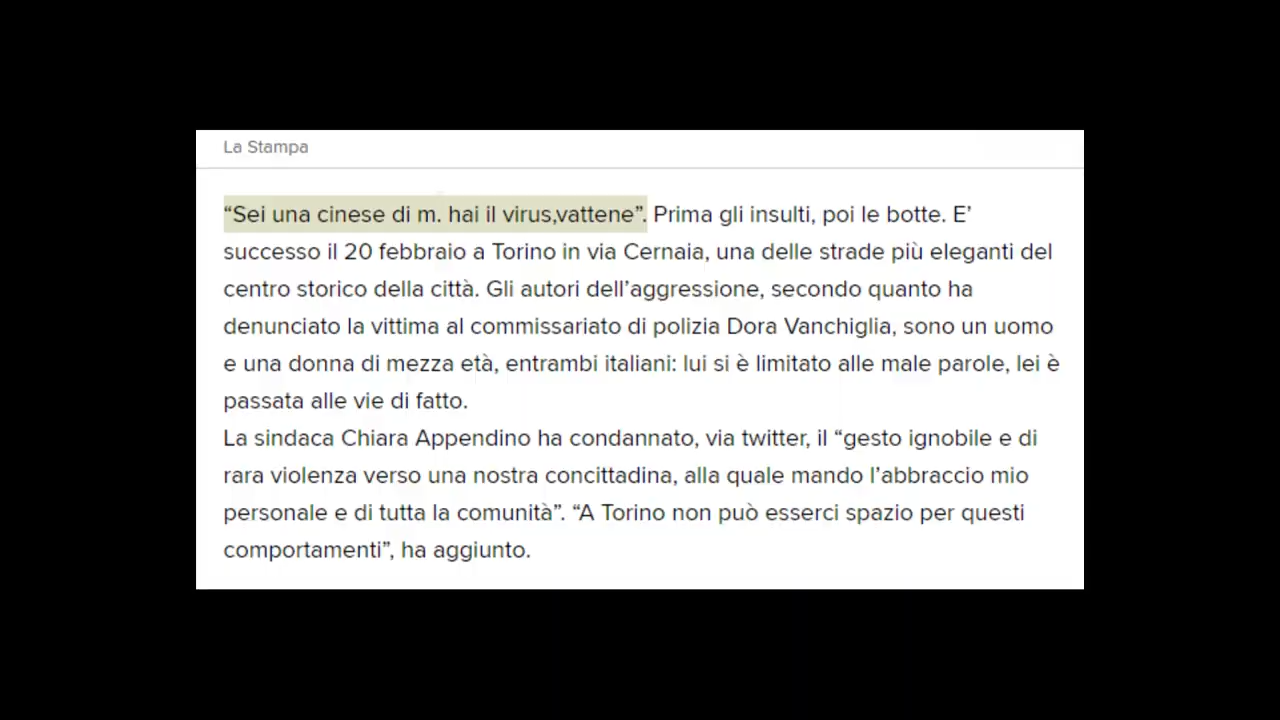 La Stampa
“Sei una cinese di m. hai il virus,vattene”. Prima gli insulti, poi le botte. E’
successo il 20 febbraio a Torino in via Cernaia, una delle strade più eleganti del
centro storico della città. Gli autori dell’aggressione, secondo quanto ha
denunciato la vittima al commissariato di polizia Dora Vanchiglia, sono un uomo
e una donna di mezza età, entrambi italiani: lui si è limitato alle male parole, lei è
passata alle vie di fatto.
La sindaca Chiara Appendino ha condannato, via twitter, il “gesto ignobile e di
rara violenza verso una nostra concittadina, alla quale mando l’abbraccio mio
personale e di tutta la comunità”. “A Torino non può esserci spazio per questi
comportamenti”, ha aggiunto.